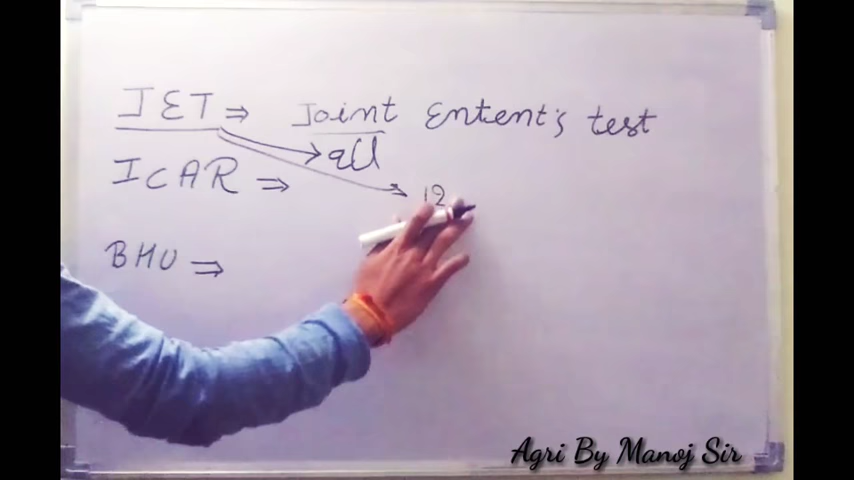 JET ⇒ Joint Entent's test
all
ICAR ⇒
12
BHU ⇒
Agri By Manoj Sir